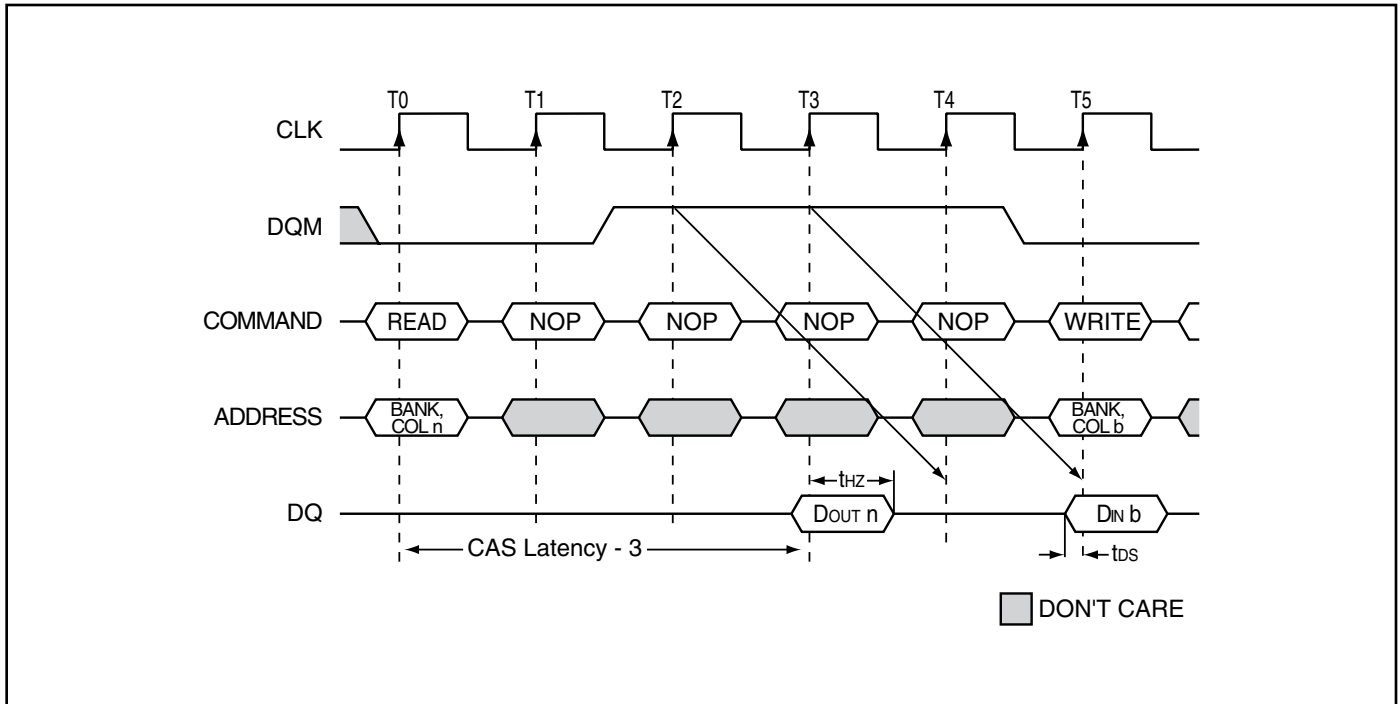 T0 T1 T2 T3 T4 T5
CLK
DQM
COMMAND READ NOP NOP NOP NOP WRITE
ADDRESS BANK, COL n BANK, COL b
tHZ
DQ DOUT n DIN b
CAS Latency - 3 tDS
DON'T CARE